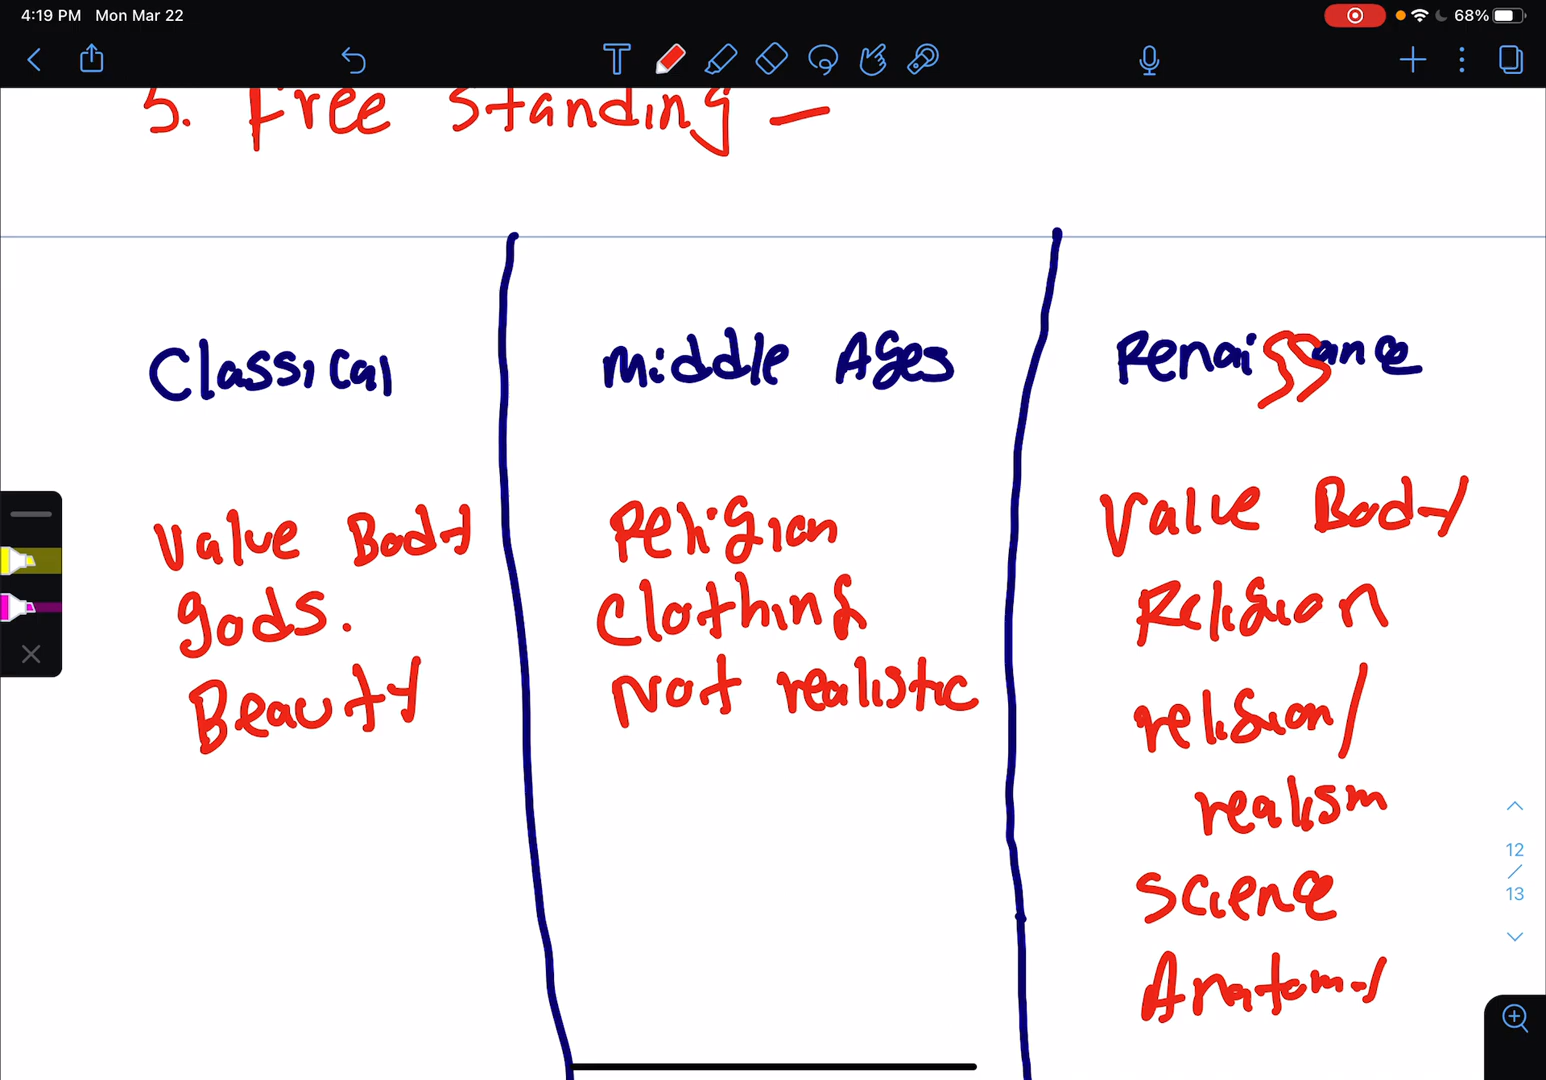 4:19 PM Mon Mar 22
68%
T
5. Free Standing —
Classical
Middle Ages
Renaissance
Value Body
gods.
Beauty
Religion
Clothing
Not realistic
Value Body
Religion
religion/
realism
Science
Anatomy
12
/
13